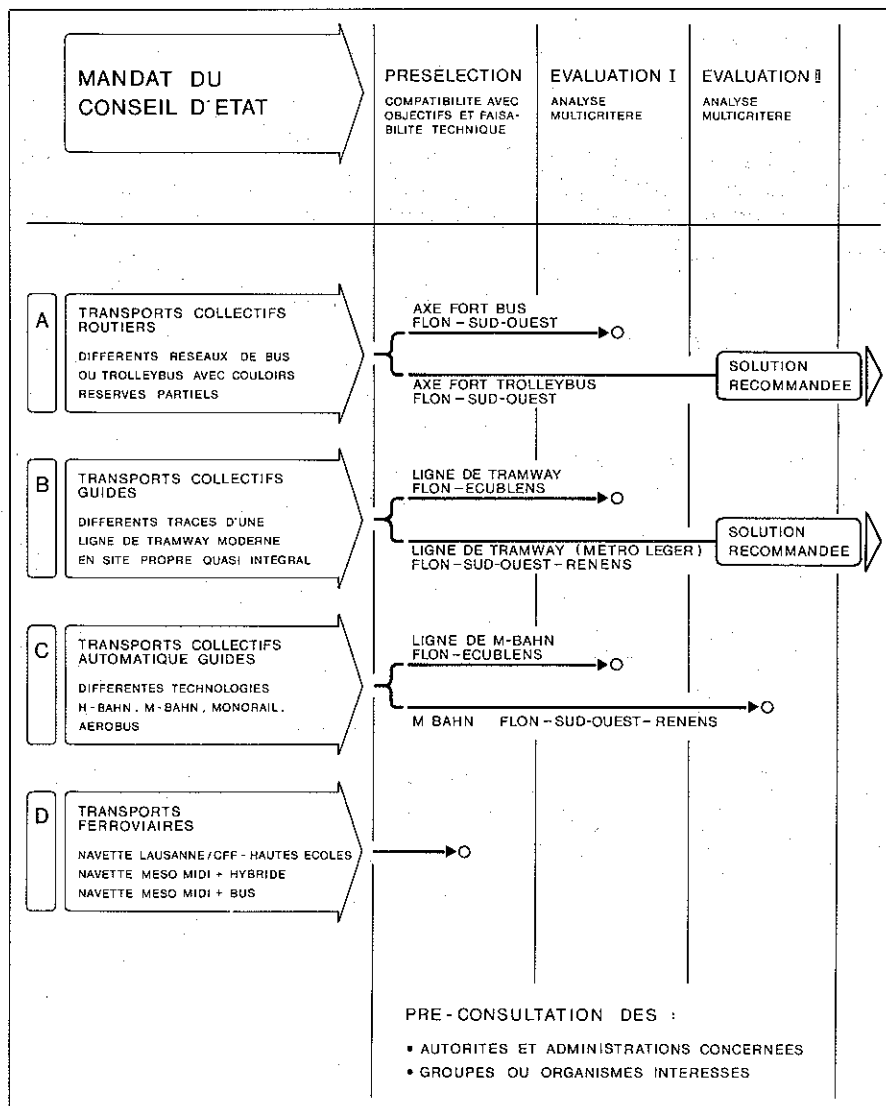 MANDAT DU
CONSEIL D'ETAT
PRESELECTION
COMPATIBILITE AVEC
OBJECTIFS ET FAISA-
BILITE TECHNIQUE
EVALUATION I
ANALYSE
MULTICRITERE
EVALUATION II
ANALYSE
MULTICRITERE
A
TRANSPORTS COLLECTIFS
ROUTIERS
DIFFERENTS RESEAUX DE BUS
OU TROLLEYBUS AVEC COULOIRS
RESERVES PARTIELS
AXE FORT BUS
FLON-SUD-OUEST
AXE FORT TROLLEYBUS
FLON-SUD-OUEST
SOLUTION
RECOMMANDEE
B
TRANSPORTS COLLECTIFS
GUIDES
DIFFERENTS TRACES D'UNE
LIGNE DE TRAMWAY MODERNE
EN SITE PROPRE QUASI INTEGRAL
LIGNE DE TRAMWAY
FLON-ECUBLENS
LIGNE DE TRAMWAY (METRO LEGER)
FLON-SUD-OUEST-RENENS
SOLUTION
RECOMMANDEE
C
TRANSPORTS COLLECTIFS
AUTOMATIQUE GUIDES
DIFFERENTES TECHNOLOGIES
H-BAHN, M-BAHN, MONORAIL,
AEROBUS
LIGNE DE M-BAHN
FLON-ECUBLENS
M BAHN FLON-SUD-OUEST-RENENS
D
TRANSPORTS
FERROVIAIRES
NAVETTE LAUSANNE/CFF-HAUTES ECOLES
NAVETTE MESO MIDI + HYBRIDE
NAVETTE MESO MIDI + BUS
PRE-CONSULTATION DES :
• AUTORITES ET ADMINISTRATIONS CONCERNEES
• GROUPES OU ORGANISMES INTERESSES